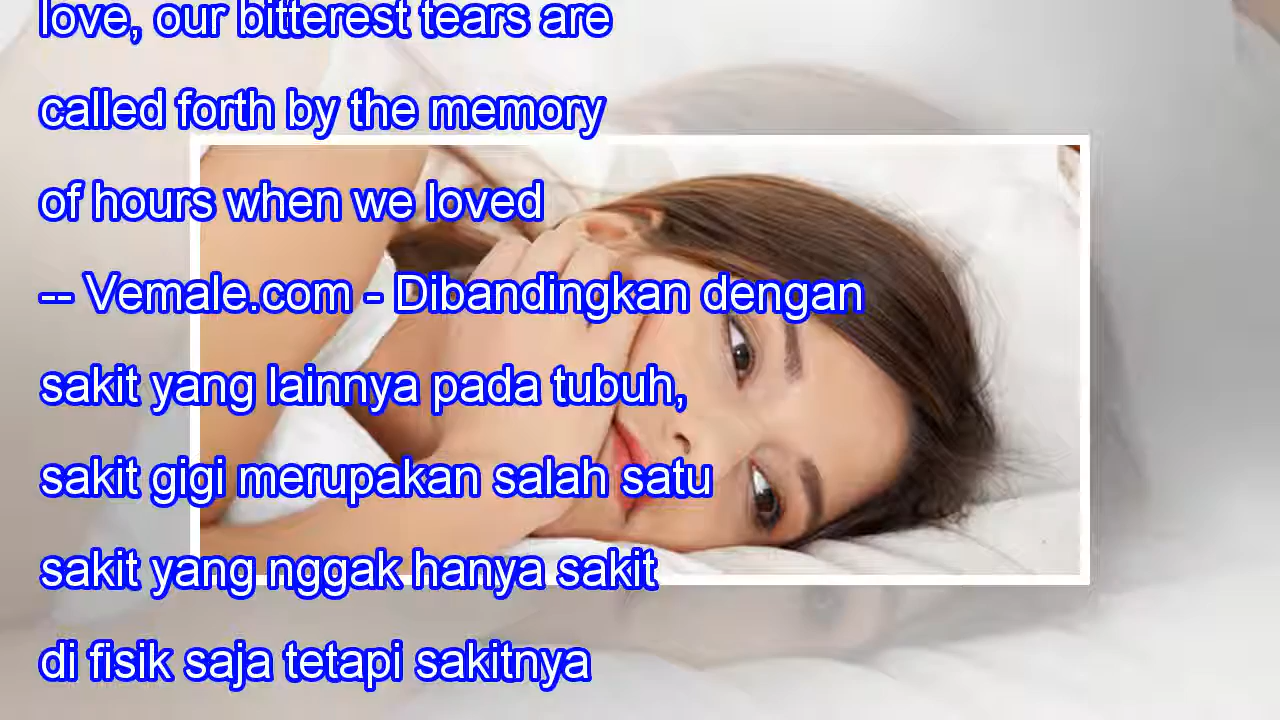 love, our bitterest tears are
called forth by the memory
of hours when we loved
-- Vemale.com - Dibandingkan dengan
sakit yang lainnya pada tubuh,
sakit gigi merupakan salah satu
sakit yang nggak hanya sakit
di fisik saja tetapi sakitnya